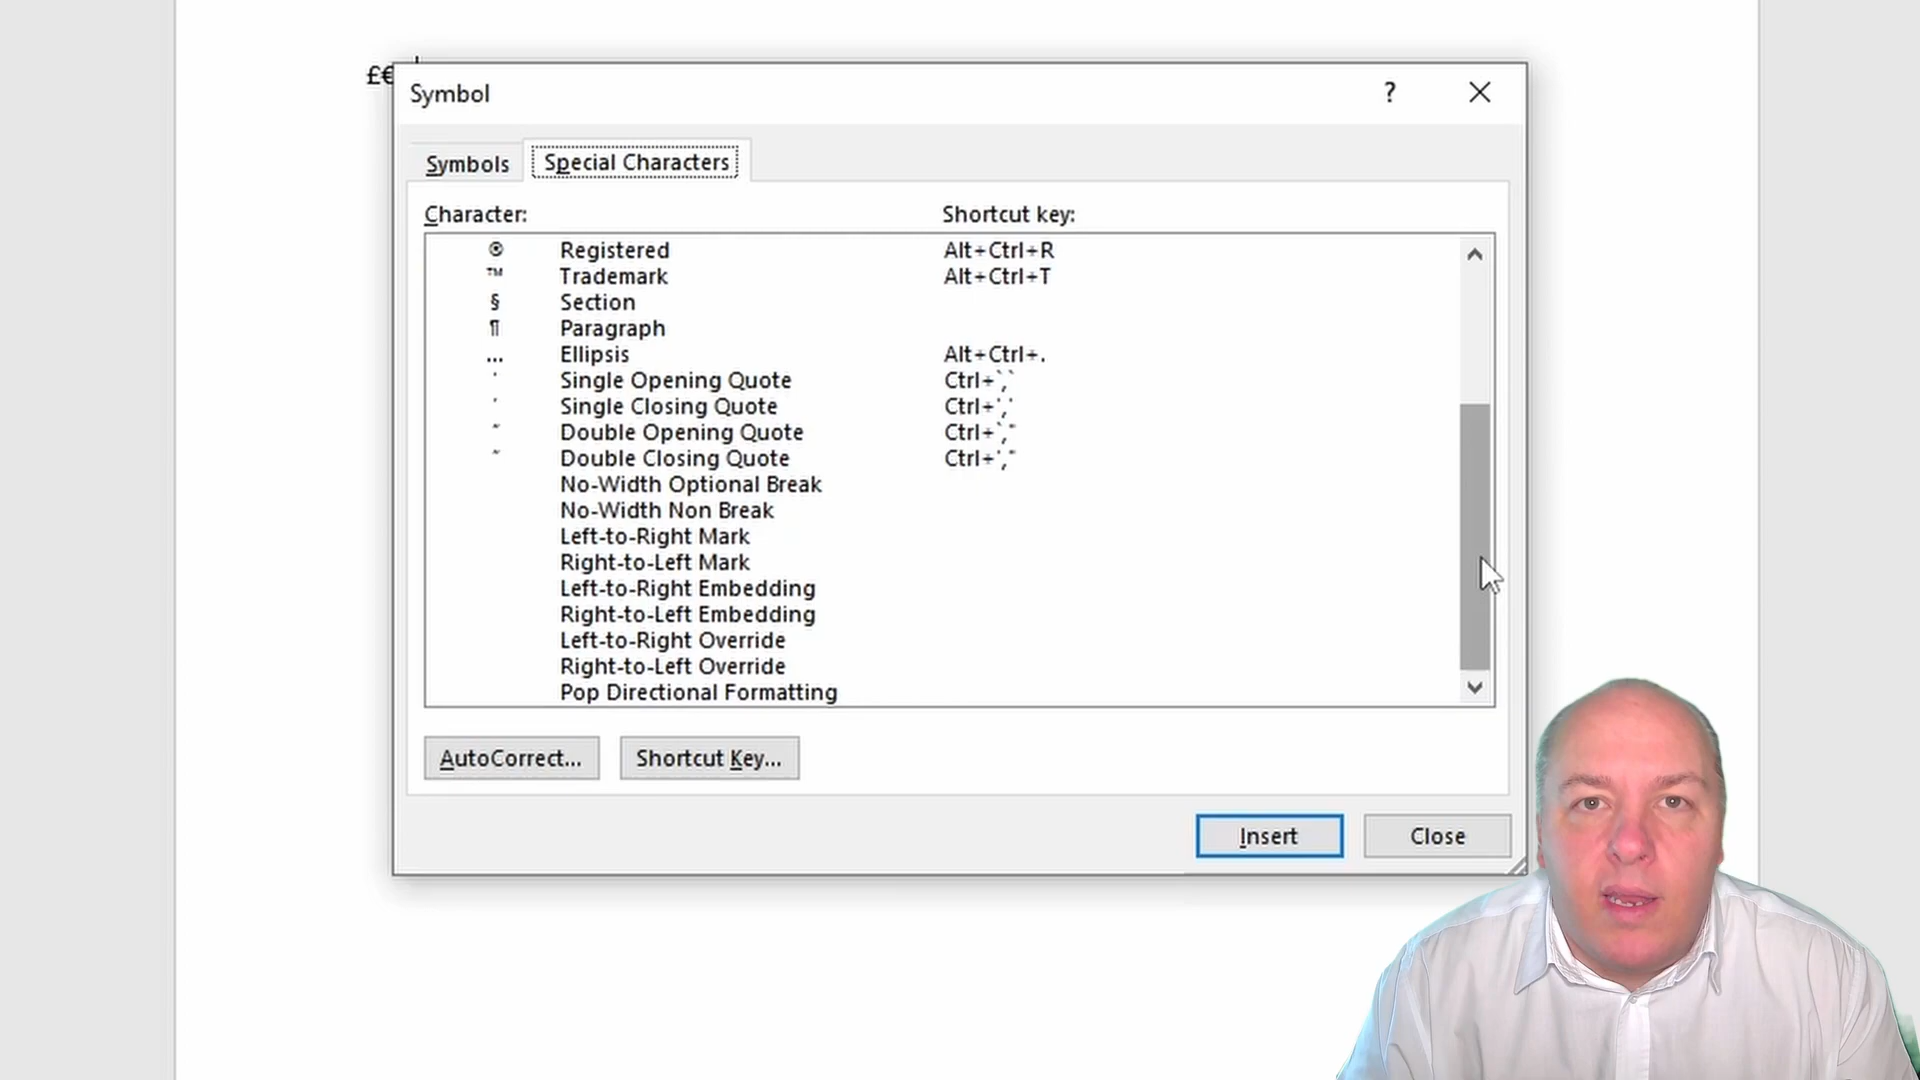 £€
Symbol ?
Symbols Special Characters
Character: Shortcut key:
® Registered Alt+Ctrl+R
™ Trademark Alt+Ctrl+T
§ Section
¶ Paragraph
… Ellipsis Alt+Ctrl+.
‘ Single Opening Quote Ctrl+`,`
’ Single Closing Quote Ctrl+','
“ Double Opening Quote Ctrl+`,"
” Double Closing Quote Ctrl+',"
No-Width Optional Break
No-Width Non Break
Left-to-Right Mark
Right-to-Left Mark
Left-to-Right Embedding
Right-to-Left Embedding
Left-to-Right Override
Right-to-Left Override
Pop Directional Formatting
AutoCorrect... Shortcut Key...
Insert Close